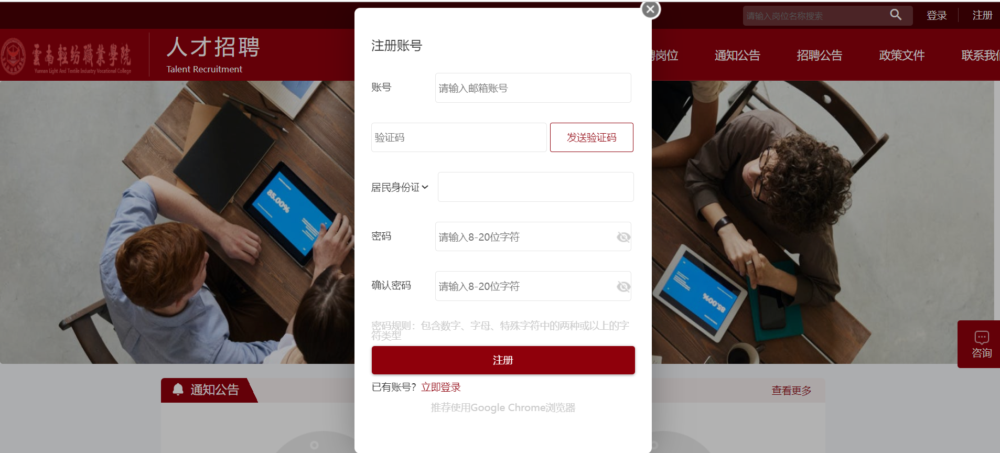 请输入岗位名称搜索
登录
注册
雲南輕纺職業學院
Yunnan Light And Textile Industry Vocational College
人才招聘
Talent Recruitment
岗位
通知公告
招聘公告
政策文件
联系我们
注册账号
账号
请输入邮箱账号
验证码
发送验证码
居民身份证
密码
请输入8-20位字符
确认密码
请输入8-20位字符
密码规则：包含数字、字母、特殊字符中的两种或以上的字
符类型
注册
已有账号？立即登录
推荐使用Google Chrome浏览器
85.00%
85.00%
咨询
通知公告
查看更多